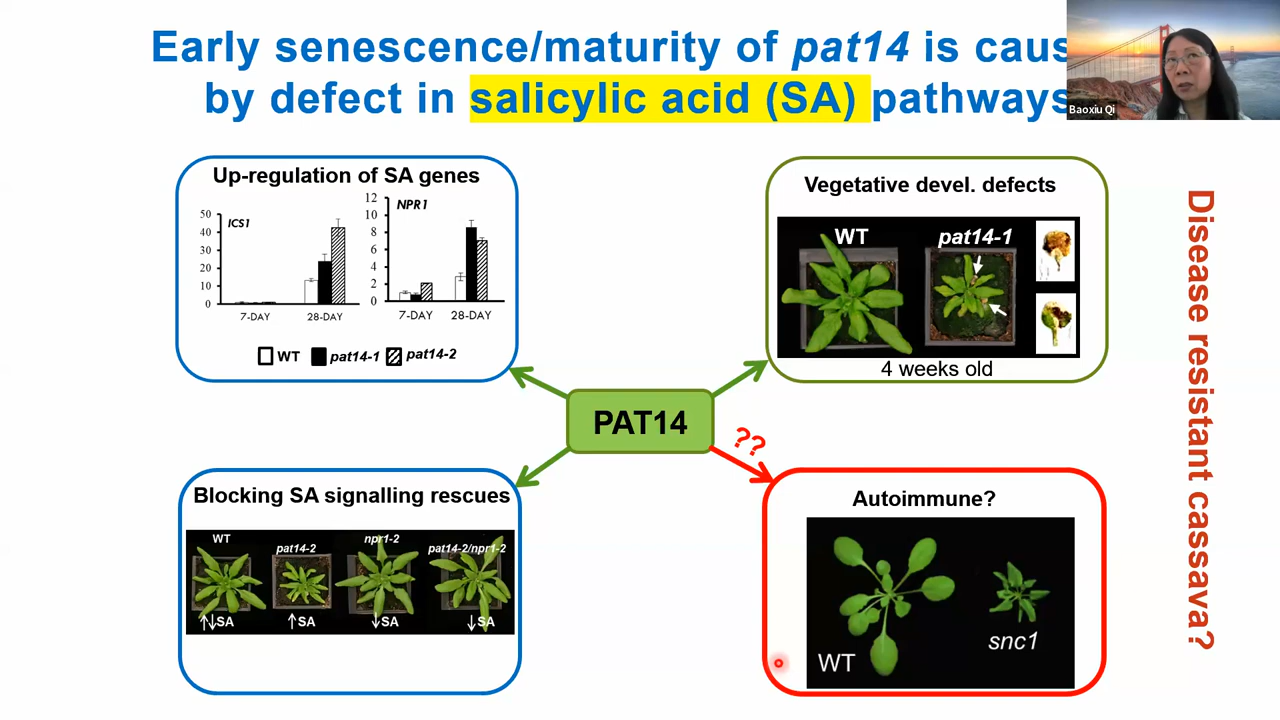 Early senescence/maturity of pat14 is caus
by defect in salicylic acid (SA) pathways
Baoxiu Qi
Up-regulation of SA genes
50
40
30
20
10
0
ICS1
7-DAY
28-DAY
12
10
8
6
4
2
0
NPR1
7-DAY
28-DAY
WT
pat14-1
pat14-2
Vegetative devel. defects
WT
pat14-1
4 weeks old
PAT14
??
Blocking SA signalling rescues
WT
pat14-2
npr1-2
pat14-2/npr1-2
↑↓SA
↑SA
↓SA
↓SA
Autoimmune?
WT
snc1
Disease resistant cassava?